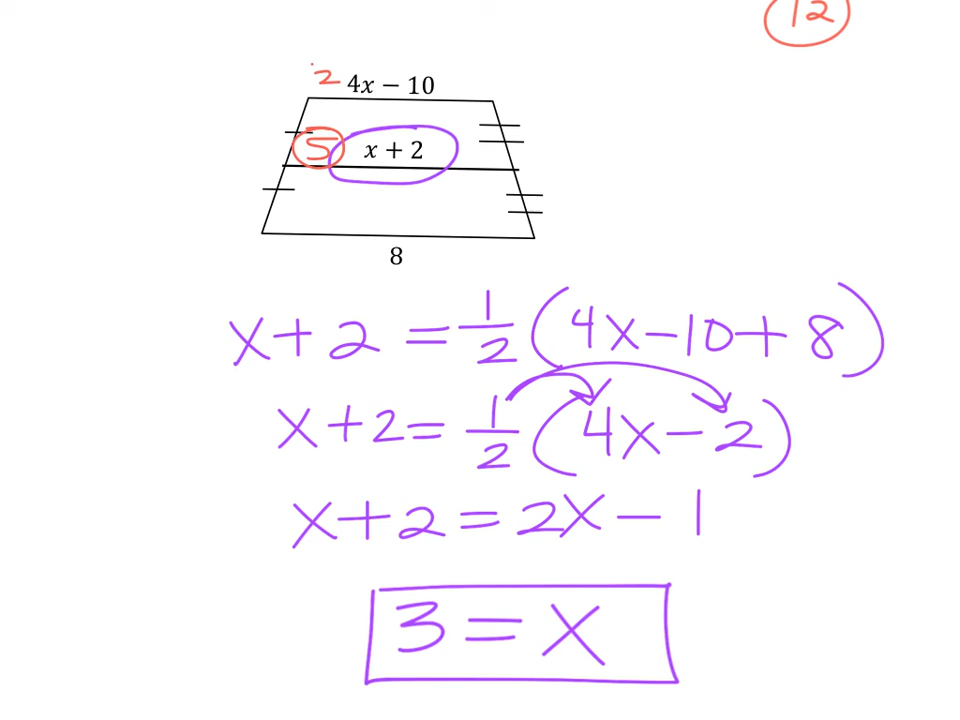 12
2 4x − 10
5 x + 2
8
x + 2 = 1/2 (4x − 10 + 8)
x + 2 = 1/2 (4x − 2)
x + 2 = 2x − 1
3 = x